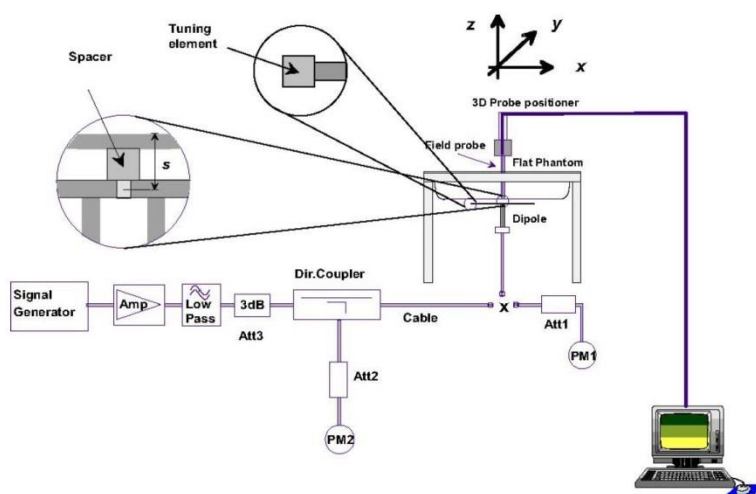 Tuning
element
Spacer
s
z
y
x
3D Probe positioner
Field probe
Flat Phantom
Dipole
Dir.Coupler
Signal
Generator
Amp
Low
Pass
3dB
Att3
Cable
x
Att1
PM1
Att2
PM2